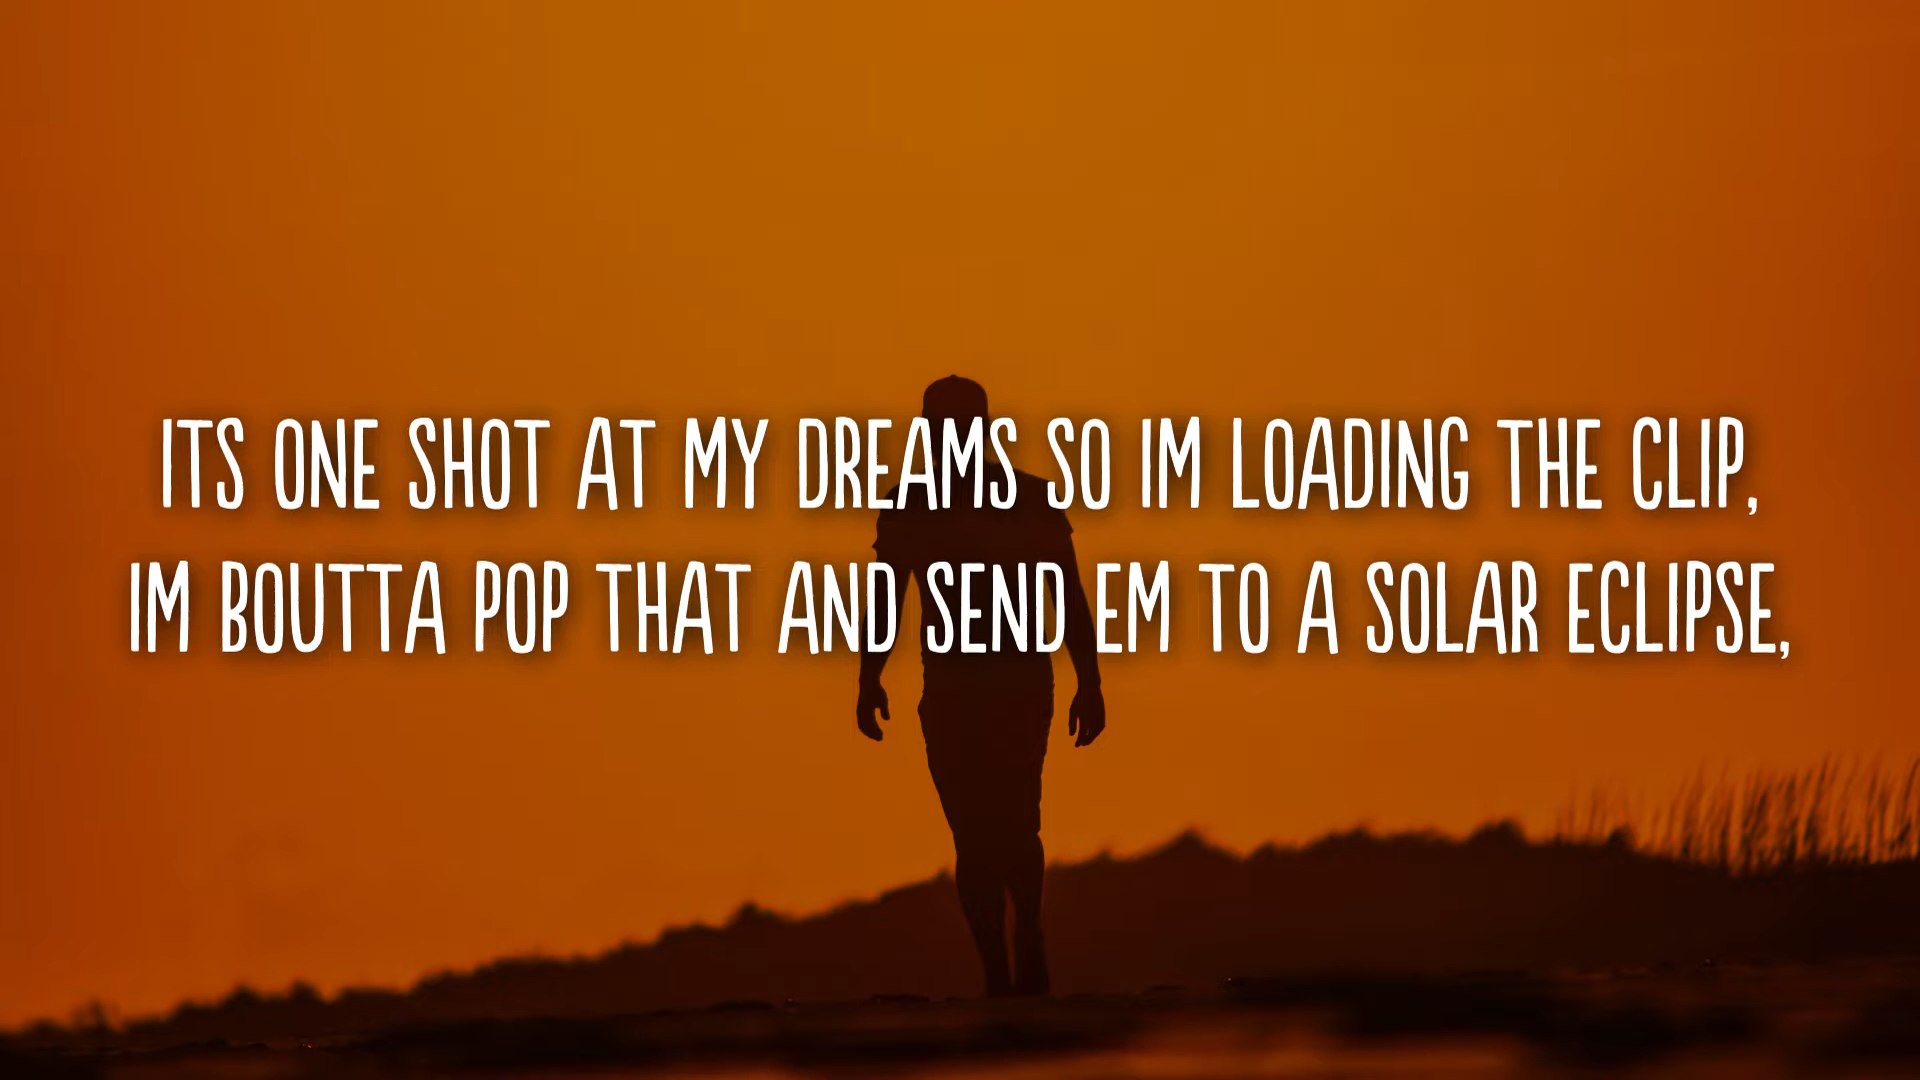 ITS ONE SHOT AT MY DREAMS SO IM LOADING THE CLIP,
IM BOUTTA POP THAT AND SEND EM TO A SOLAR ECLIPSE,